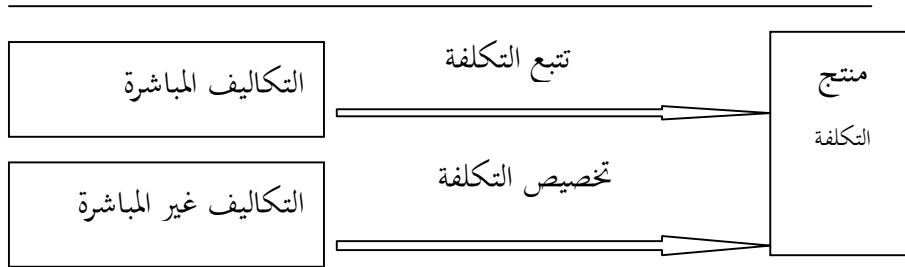 تتبع التكلفة
التكاليف المباشرة
منتج
التكلفة
تخصيص التكلفة
التكاليف غير المباشرة